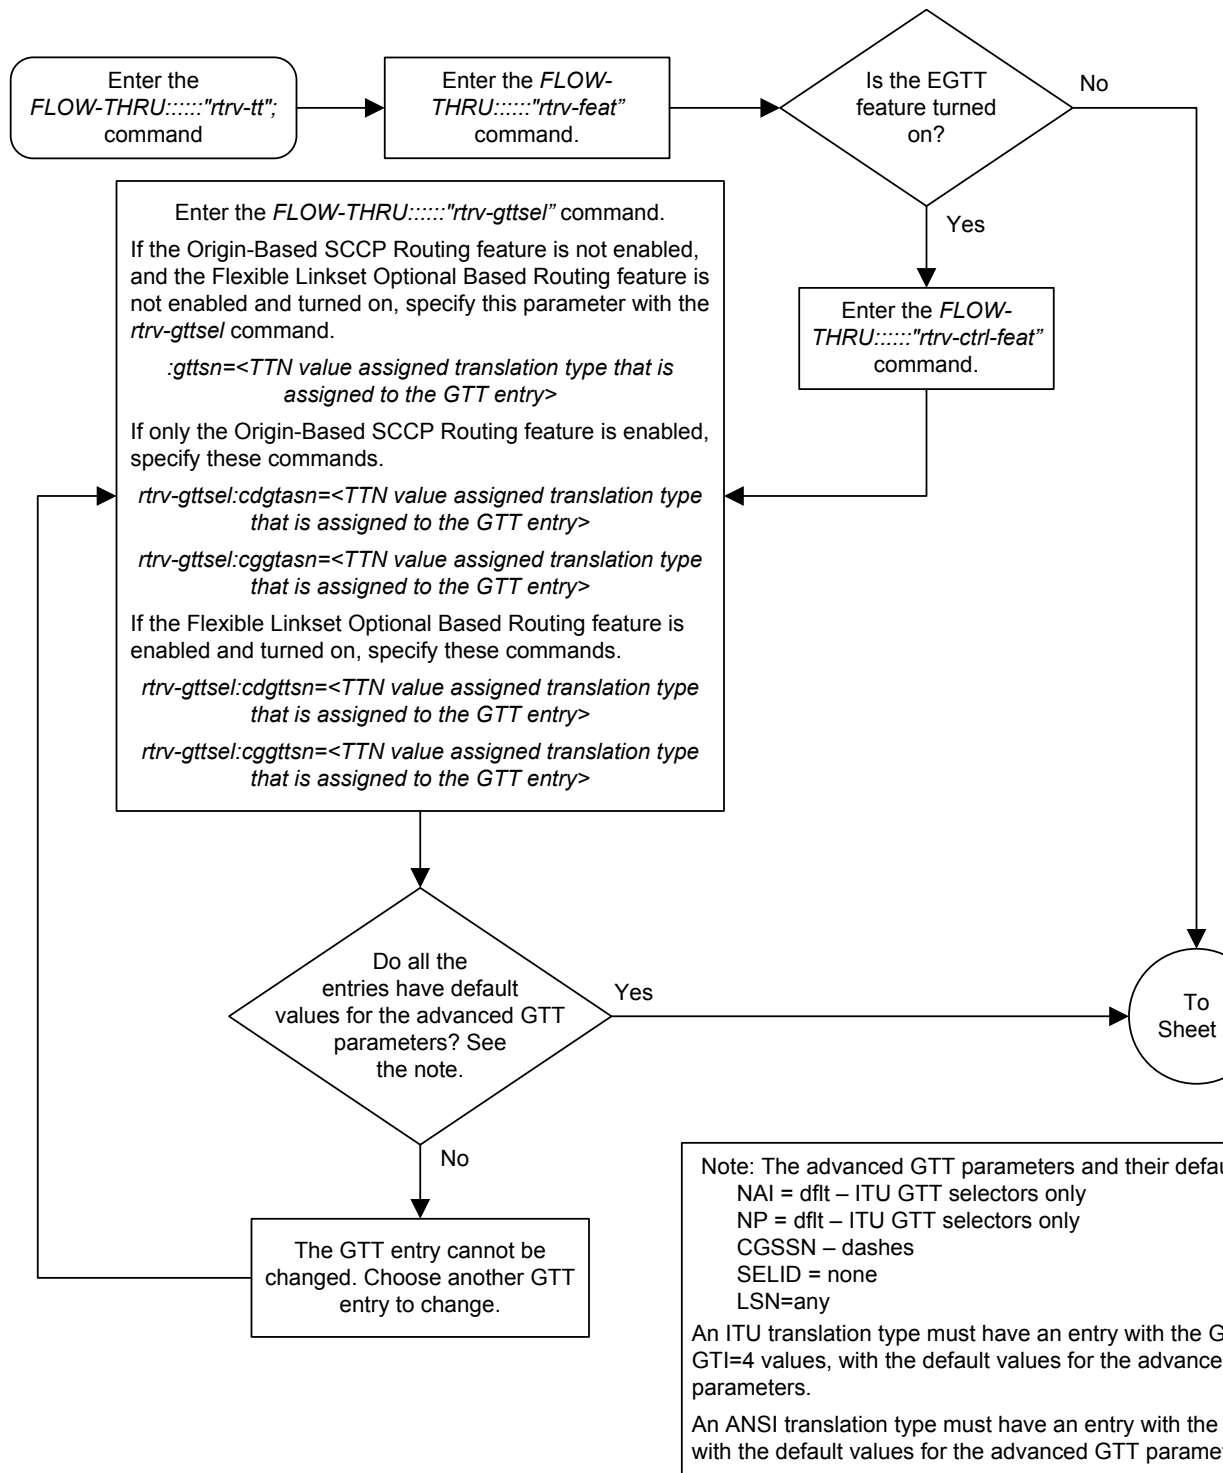 Enter the
FLOW-THRU::::::"rtrv-tt";
command
Enter the FLOW-
THRU::::::"rtrv-feat”
command.
Is the EGTT
feature turned
on?
No
Yes
Enter the FLOW-
THRU::::::"rtrv-ctrl-feat”
command.
Enter the FLOW-THRU::::::"rtrv-gttsel” command.
If the Origin-Based SCCP Routing feature is not enabled,
and the Flexible Linkset Optional Based Routing feature is
not enabled and turned on, specify this parameter with the
rtrv-gttsel command.
:gttsn=<TTN value assigned translation type that is
assigned to the GTT entry>
If only the Origin-Based SCCP Routing feature is enabled,
specify these commands.
rtrv-gttsel:cdgtasn=<TTN value assigned translation type
that is assigned to the GTT entry>
rtrv-gttsel:cggtasn=<TTN value assigned translation type
that is assigned to the GTT entry>
If the Flexible Linkset Optional Based Routing feature is
enabled and turned on, specify these commands.
rtrv-gttsel:cdgttsn=<TTN value assigned translation type
that is assigned to the GTT entry>
rtrv-gttsel:cggttsn=<TTN value assigned translation type
that is assigned to the GTT entry>
Do all the
entries have default
values for the advanced GTT
parameters? See
the note.
Yes
To
Sheet
No
The GTT entry cannot be
changed. Choose another GTT
entry to change.
Note: The advanced GTT parameters and their
NAI = dflt – ITU GTT selectors only
NP = dflt – ITU GTT selectors only
CGSSN – dashes
SELID = none
LSN=any
An ITU translation type must have an entry with the
GTI=4 values, with the default values for the
parameters.
An ANSI translation type must have an entry with the
with the default values for the advanced GTT